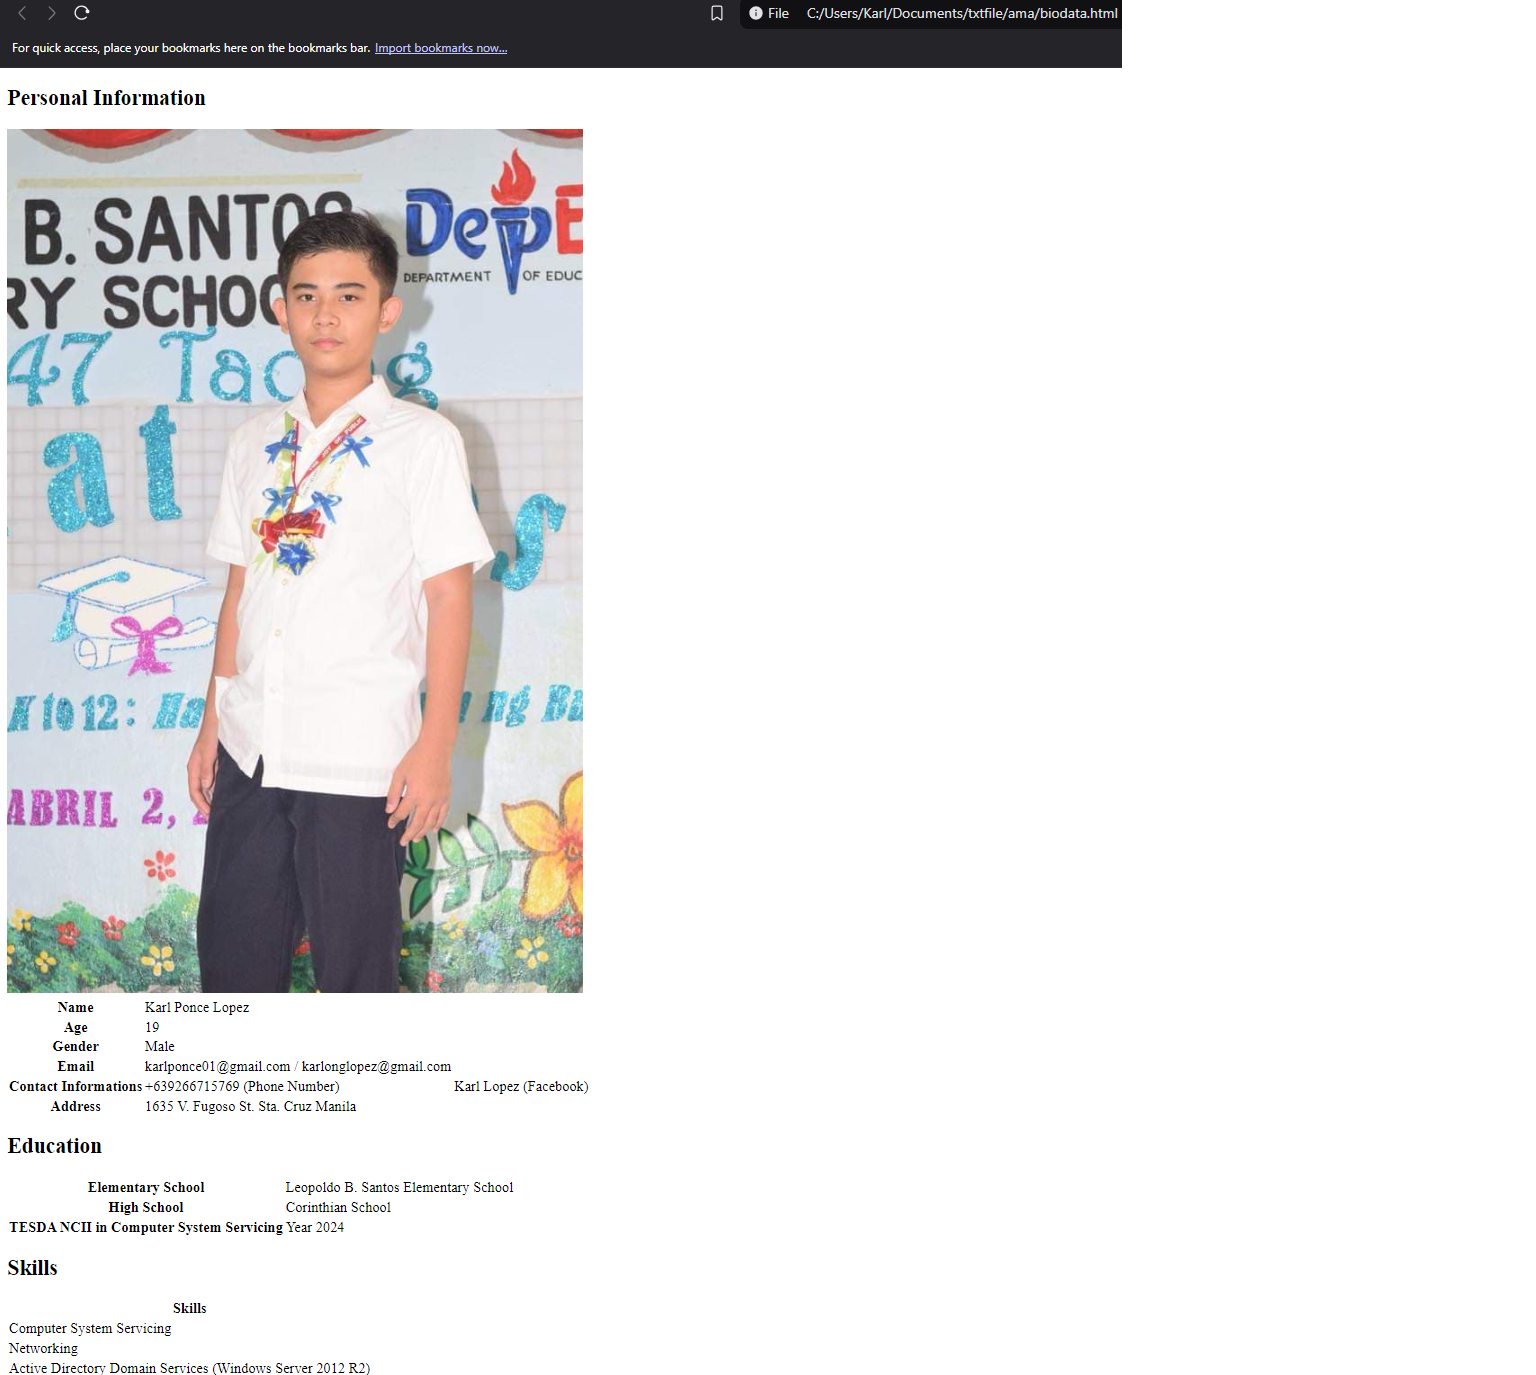 File C:/Users/Karl/Documents/txtfile/ama/biodata.html
For quick access, place your bookmarks here on the bookmarks bar. Import bookmarks now...
Personal Information
B. SANTOS
DepE
DEPARTMENT OF EDUC
RY SCHOO
47 Ta g
at s
K to 12: Ha ng Ba
ABRIL 2,
Name Karl Ponce Lopez
Age 19
Gender Male
Email karlponce01@gmail.com / karlonglopez@gmail.com
Contact Informations +639266715769 (Phone Number) Karl Lopez (Facebook)
Address 1635 V. Fugoso St. Sta. Cruz Manila
Education
Elementary School Leopoldo B. Santos Elementary School
High School Corinthian School
TESDA NCII in Computer System Servicing Year 2024
Skills
Skills
Computer System Servicing
Networking
Active Directory Domain Services (Windows Server 2012 R2)